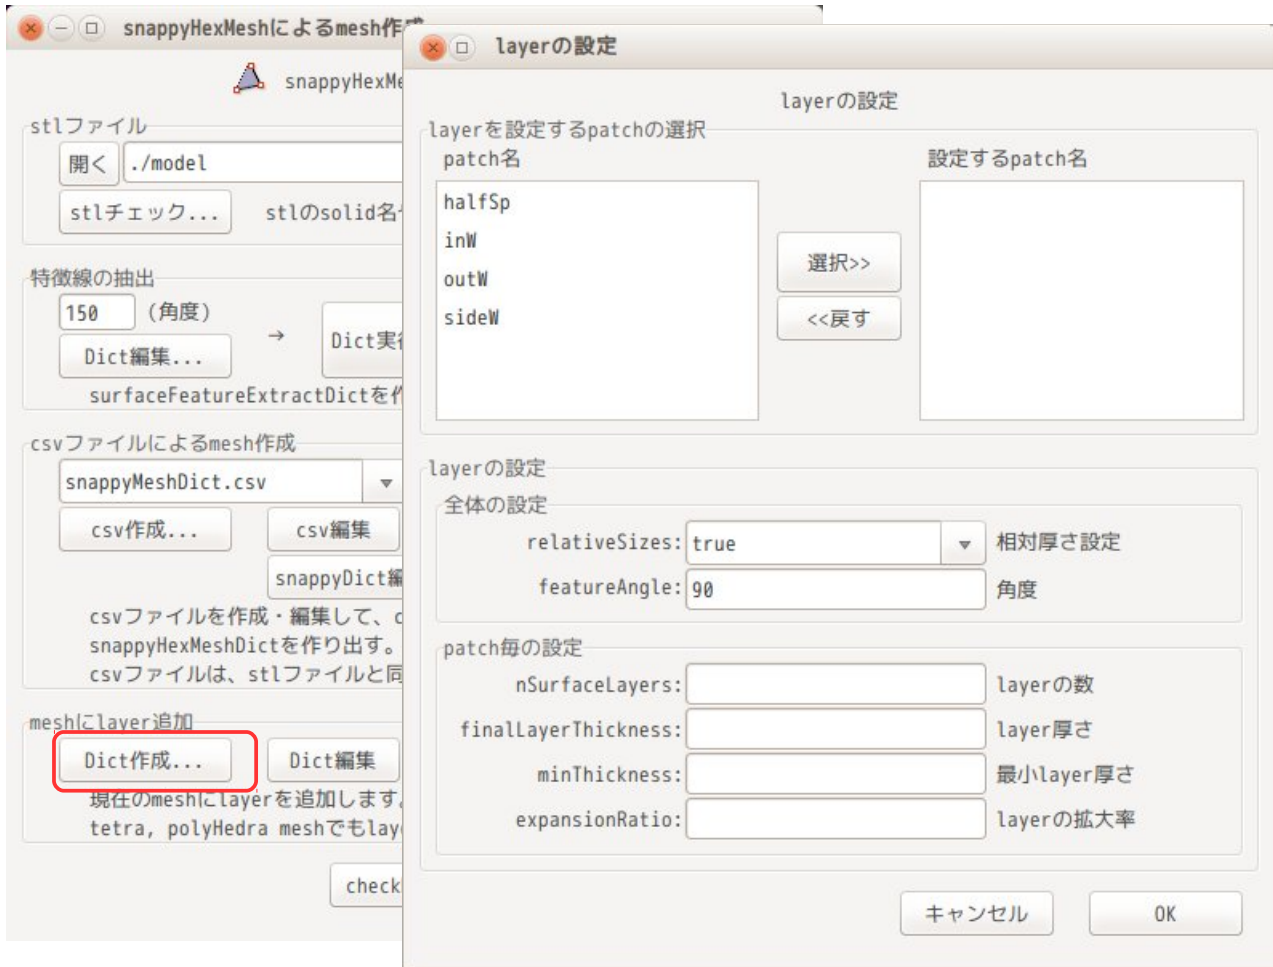 snappyHexMeshによるmesh作成
snappyHexMe
stlファイル
開く ./model
stlチェック... stlのsolid名
特徴線の抽出
150 (角度)
→
Dict実
Dict編集...
surfaceFeatureExtractDictを
csvファイルによるmesh作成
snappyMeshDict.csv
csv作成... csv編集
snappyDict編
csvファイルを作成・編集して、
snappyHexMeshDictを作り出す。
csvファイルは、stlファイルと同
meshにlayer追加
Dict作成... Dict編集
現在のmeshにlayerを追加します。
tetra, polyHedra meshでもlay
check
layerの設定
layerの設定
layerを設定するpatchの選択
patch名 設定するpatch名
halfSp
inW
outW
sideW
選択>>
<<戻す
layerの設定
全体の設定
relativeSizes: true 相対厚さ設定
featureAngle: 90 角度
patch毎の設定
nSurfaceLayers: layerの数
finalLayerThickness: layer厚さ
minThickness: 最小layer厚さ
expansionRatio: layerの拡大率
キャンセル OK